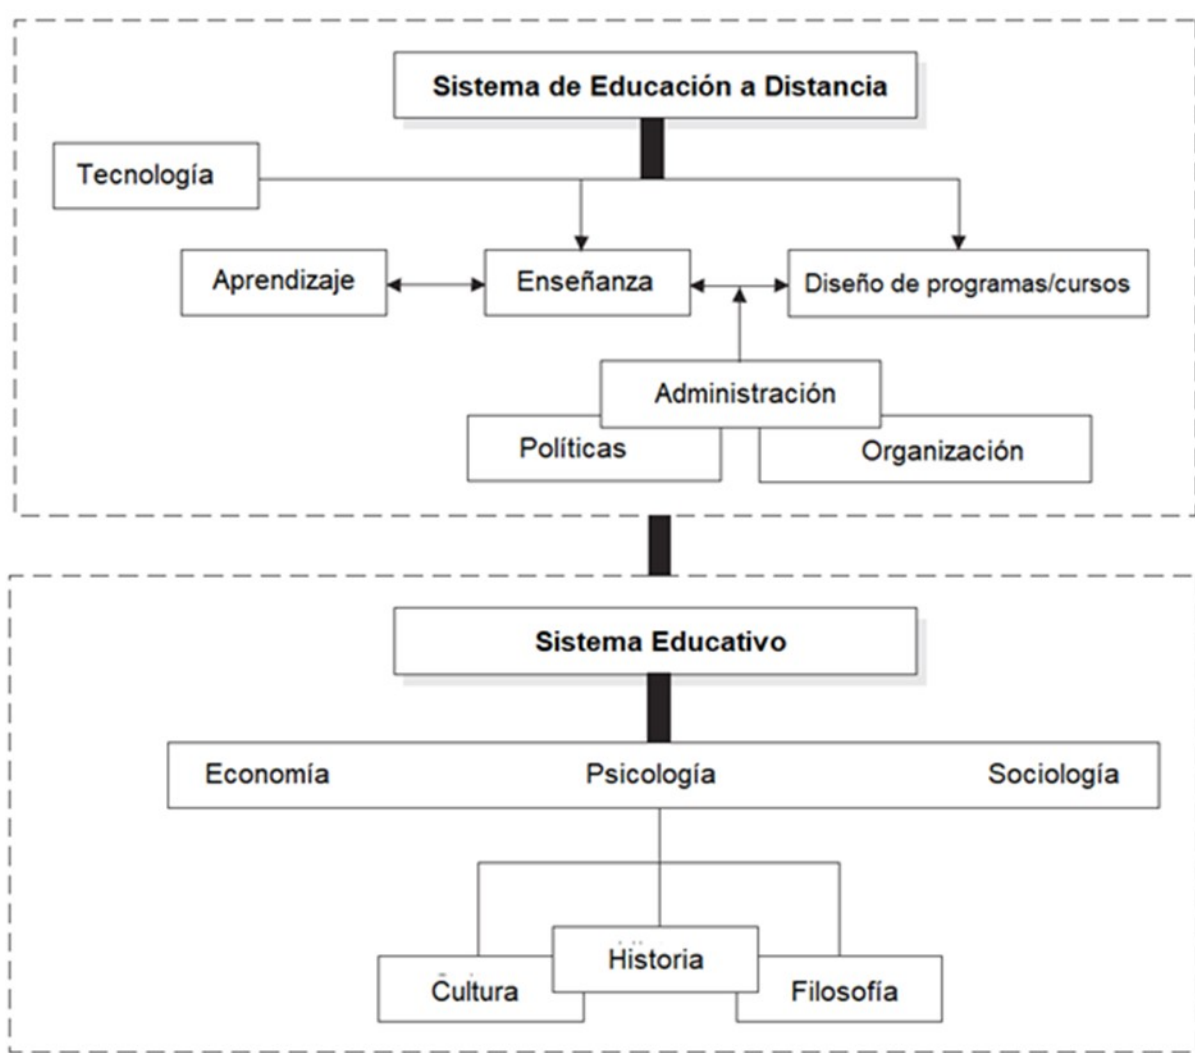 Sistema de Educación a Distancia
Tecnología
Aprendizaje
Enseñanza
Diseño de programas/cursos
Administración
Políticas
Organización
Sistema Educativo
Economía
Psicología
Sociología
Historia
Cultura
Filosofía